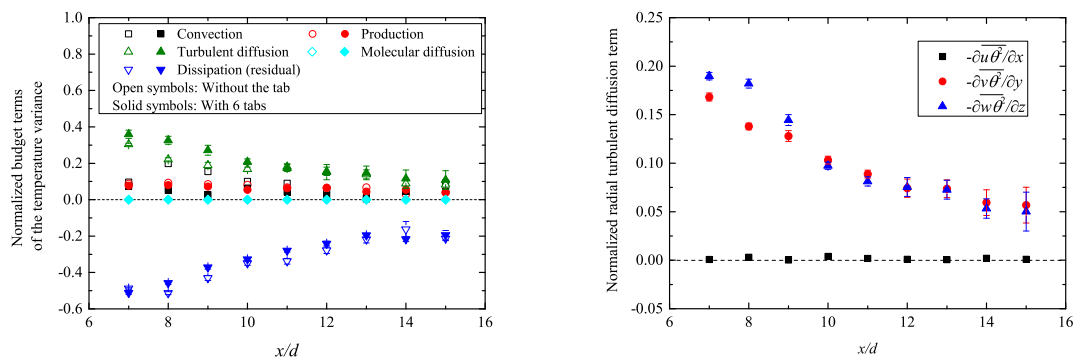 1.0
0.8
0.6
0.4
0.2
0.0
-0.2
-0.4
-0.6
6 8 10 12 14 16
x/d
Normalized budget terms
of the temperature variance
Convection Production
Turbulent diffusion Molecular diffusion
Dissipation (residual)
Open symbols: Without the tab
Solid symbols: With 6 tabs
0.25
0.20
0.15
0.10
0.05
0.00
-0.05
6 8 10 12 14 16
x/d
Normalized radial turbulent diffusion term
-∂uθ²/∂x
-∂vθ²/∂y
-∂wθ²/∂z